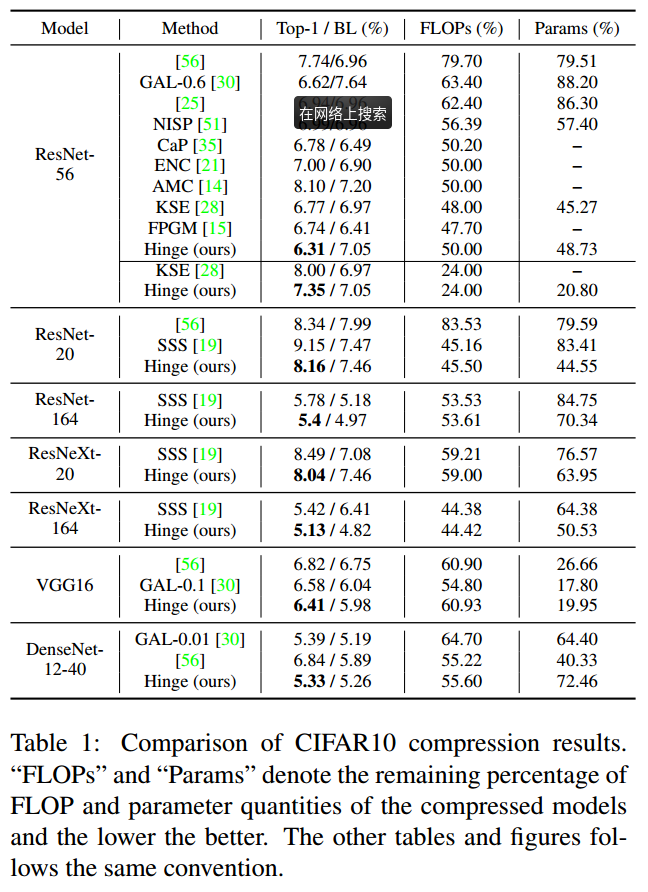 Model Method Top-1 / BL (%) FLOPs (%) Params (%)
[56] 7.74/6.96 79.70 79.51
GAL-0.6 [30] 6.62/7.64 63.40 88.20
[25] 62.40 86.30
在网络上搜索
NISP [51] 56.39 57.40
CaP [35] 6.78 / 6.49 50.20 –
ResNet-
56
ENC [21] 7.00 / 6.90 50.00 –
AMC [14] 8.10 / 7.20 50.00 –
KSE [28] 6.77 / 6.97 48.00 45.27
FPGM [15] 6.74 / 6.41 47.70 –
Hinge (ours) 6.31 / 7.05 50.00 48.73
KSE [28] 8.00 / 6.97 24.00 –
Hinge (ours) 7.35 / 7.05 24.00 20.80
ResNet-
20
[56] 8.34 / 7.99 83.53 79.59
SSS [19] 9.15 / 7.47 45.16 83.41
Hinge (ours) 8.16 / 7.46 45.50 44.55
ResNet-
164
SSS [19] 5.78 / 5.18 53.53 84.75
Hinge (ours) 5.4 / 4.97 53.61 70.34
ResNeXt-
20
SSS [19] 8.49 / 7.08 59.21 76.57
Hinge (ours) 8.04 / 7.46 59.00 63.95
ResNeXt-
164
SSS [19] 5.42 / 6.41 44.38 64.38
Hinge (ours) 5.13 / 4.82 44.42 50.53
VGG16
[56] 6.82 / 6.75 60.90 26.66
GAL-0.1 [30] 6.58 / 6.04 54.80 17.80
Hinge (ours) 6.41 / 5.98 60.93 19.95
DenseNet-
12-40
GAL-0.01 [30] 5.39 / 5.19 64.70 64.40
[56] 6.84 / 5.89 55.22 40.33
Hinge (ours) 5.33 / 5.26 55.60 72.46
Table 1: Comparison of CIFAR10 compression results.
“FLOPs” and “Params” denote the remaining percentage of
FLOP and parameter quantities of the compressed models
and the lower the better. The other tables and figures fol-
lows the same convention.